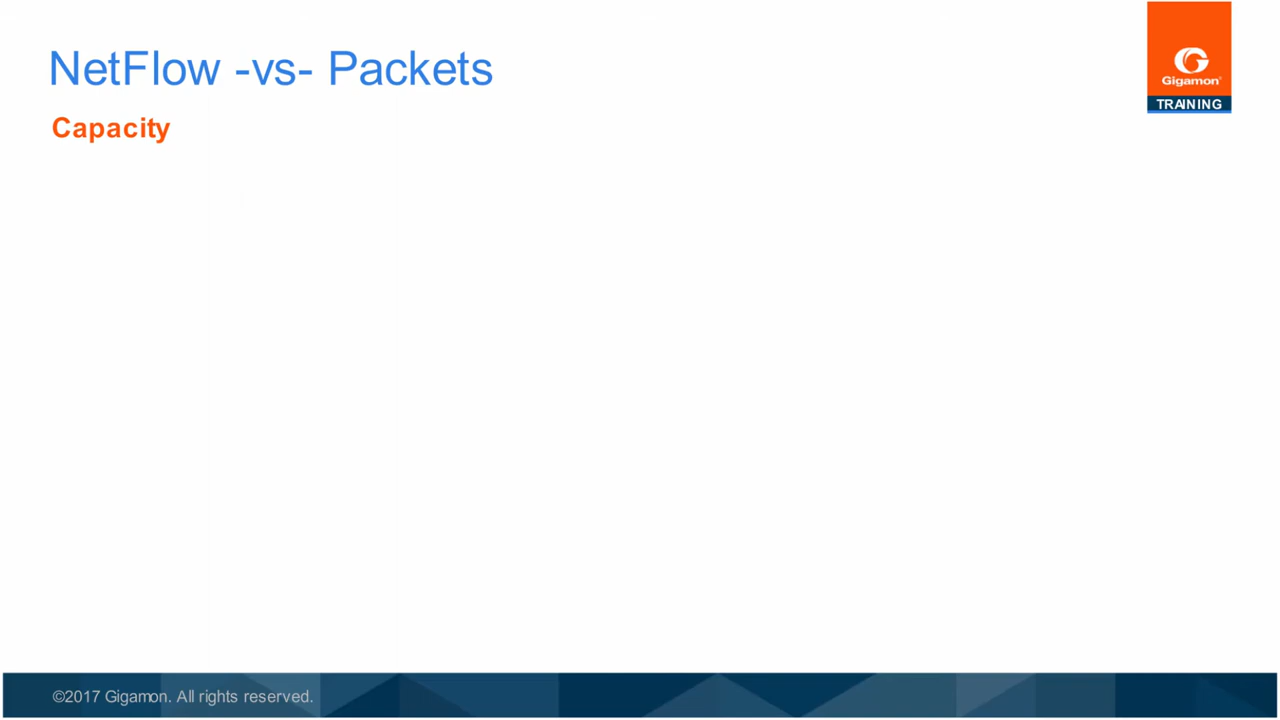 NetFlow -vs- Packets
Capacity
Gigamon®
TRAINING
©2017 Gigamon. All rights reserved.